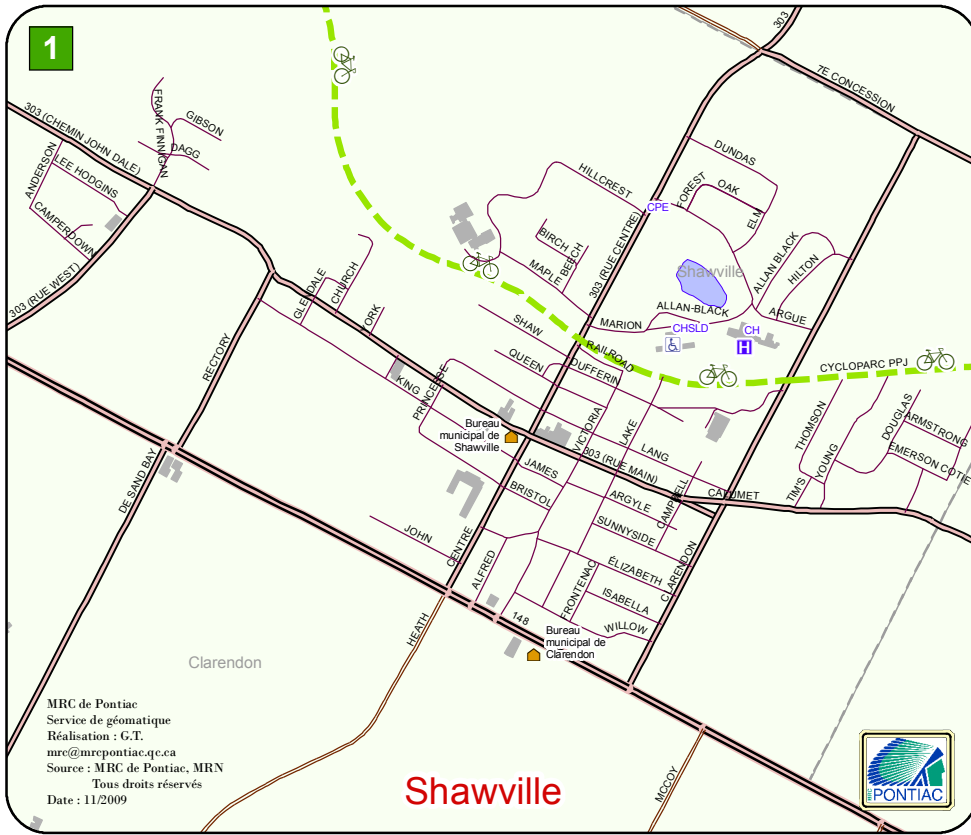 1
303
7E CONCESSION
303 (CHEMIN JOHN DALE)
FRANK FINNIGAN
GIBSON
DAGG
ANDERSON
LEE HODGINS
CAMPERDOWN
303 (RUE WEST)
DUNDAS
HILLCREST
FOREST
OAK
ELM
CPE
BIRCH
MAPLE
BEECH
303 (RUE CENTRE)
Shawville
ALLAN BLACK
HILTON
ALLAN-BLACK
ARGUE
MARION
CHSLD
CH
H
GLENDALE
CHURCH
YORK
SHAW
RAILROAD
QUEEN
DUFFERIN
CYCLOPARC PPJ
RECTORY
KING
PRINCESSE
VICTORIA
LAKE
LANG
THOMSON
YOUNG
TIM'S
DOUGLAS
ARMSTRONG
EMERSON COTIE
Bureau
municipal de
Shawville
303 (RUE MAIN)
CALUMET
JAMES
BRISTOL
ARGYLE
CAMPBELL
SUNNYSIDE
DE SAND BAY
JOHN
CENTRE
ALFRED
FRONTENAC
ÉLIZABETH
ISABELLA
WILLOW
CLARENDON
148
HEATH
Bureau
municipal de
Clarendon
Clarendon
MCCOY
MRC de Pontiac
Service de géomatique
Réalisation : G.T.
mrc@mrcpontiac.qc.ca
Source : MRC de Pontiac, MRN
Tous droits réservés
Date : 11/2009
Shawville
MRC
PONTIAC